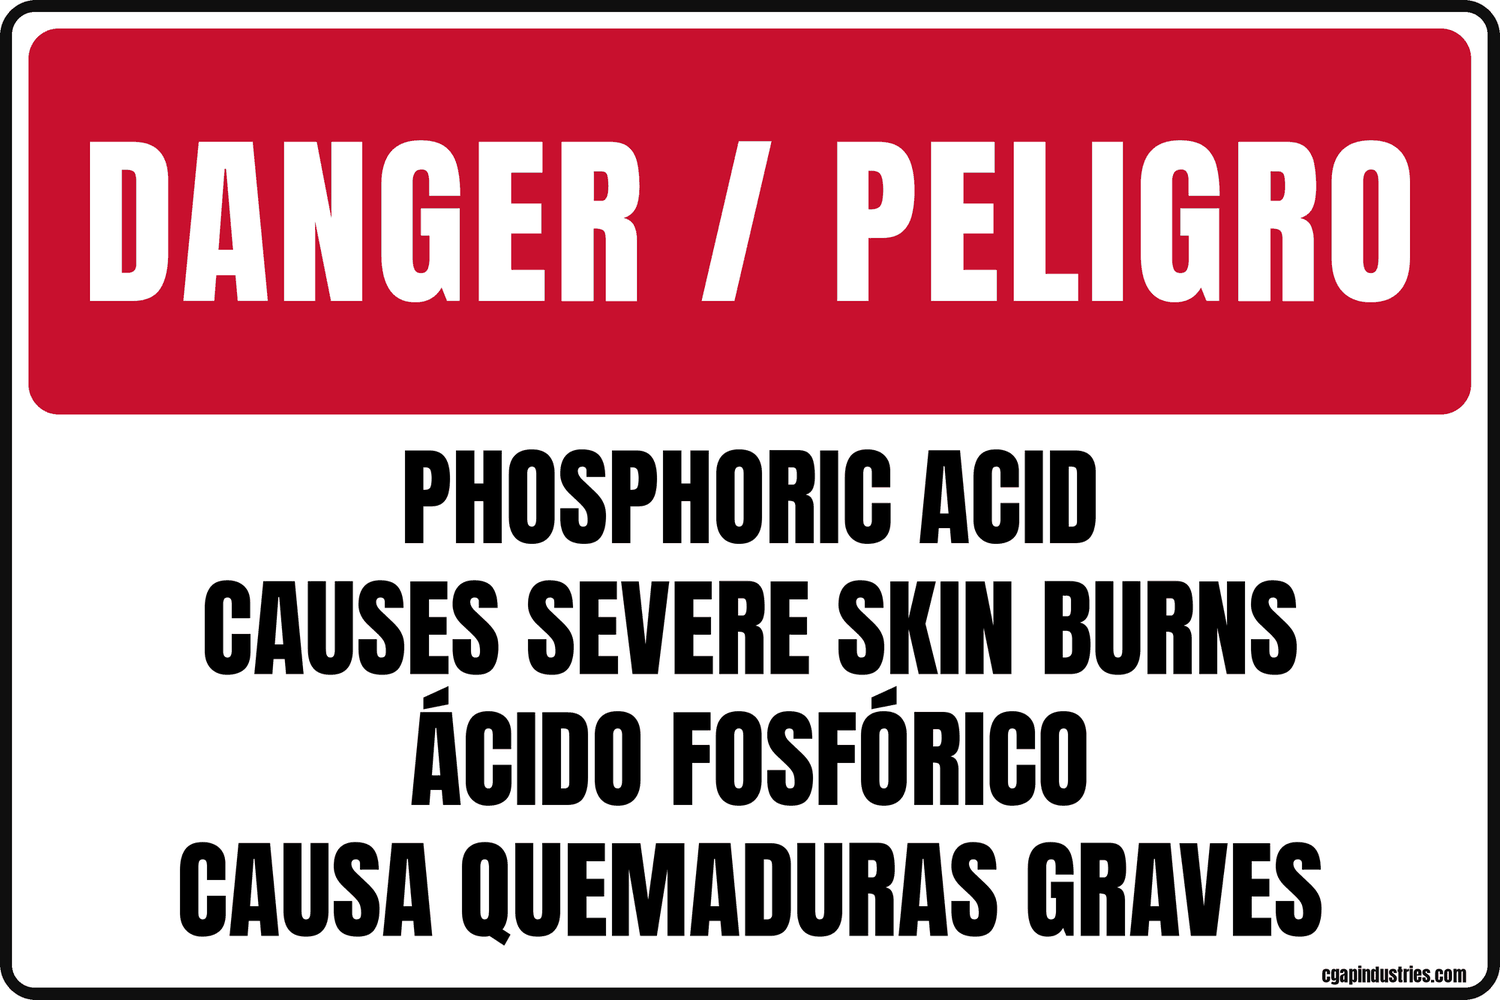 DANGER / PELIGRO
PHOSPHORIC ACID
CAUSES SEVERE SKIN BURNS
ÁCIDO FOSFÓRICO
CAUSA QUEMADURAS GRAVES
cgapindustries.com